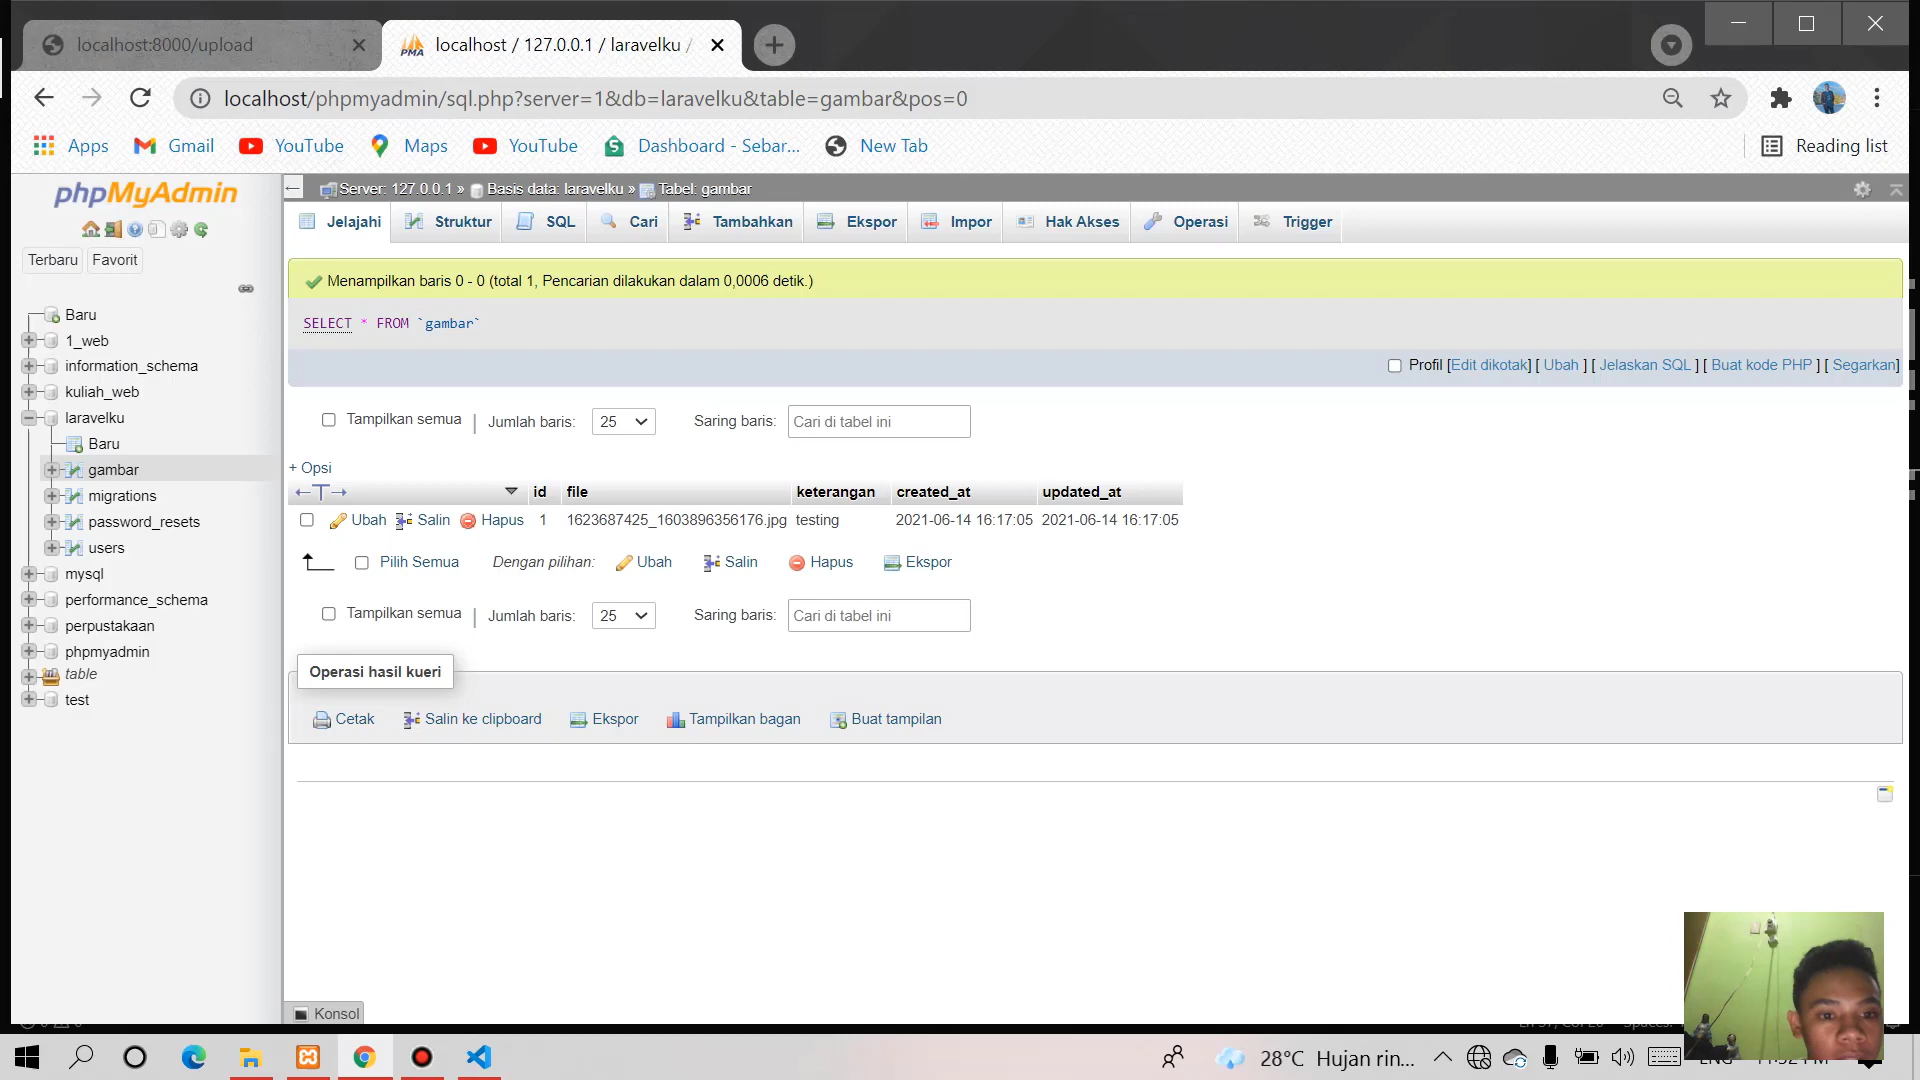 localhost:8000/upload
localhost / 127.0.0.1 / laravelku /
localhost/phpmyadmin/sql.php?server=1&db=laravelku&table=gambar&pos=0
Apps Gmail YouTube Maps YouTube Dashboard - Sebar... New Tab Reading list
phpMyAdmin
Terbaru Favorit
Baru
1_web
information_schema
kuliah_web
laravelku
Baru
gambar
migrations
password_resets
users
mysql
performance_schema
perpustakaan
phpmyadmin
table
test
Server: 127.0.0.1 » Basis data: laravelku » Tabel: gambar
Jelajahi Struktur SQL Cari Tambahkan Ekspor Impor Hak Akses Operasi Trigger
Menampilkan baris 0 - 0 (total 1, Pencarian dilakukan dalam 0,0006 detik.)
SELECT * FROM `gambar`
Profil [Edit dikotak] [ Ubah ] [ Jelaskan SQL ] [ Buat kode PHP ] [ Segarkan]
Tampilkan semua | Jumlah baris: 25 Saring baris: Cari di tabel ini
+ Opsi
←T→ id file keterangan created_at updated_at
Ubah Salin Hapus 1 1623687425_1603896356176.jpg testing 2021-06-14 16:17:05 2021-06-14 16:17:05
Pilih Semua Dengan pilihan: Ubah Salin Hapus Ekspor
Tampilkan semua | Jumlah baris: 25 Saring baris: Cari di tabel ini
Operasi hasil kueri
Cetak Salin ke clipboard Ekspor Tampilkan bagan Buat tampilan
Konsol
28°C Hujan rin...